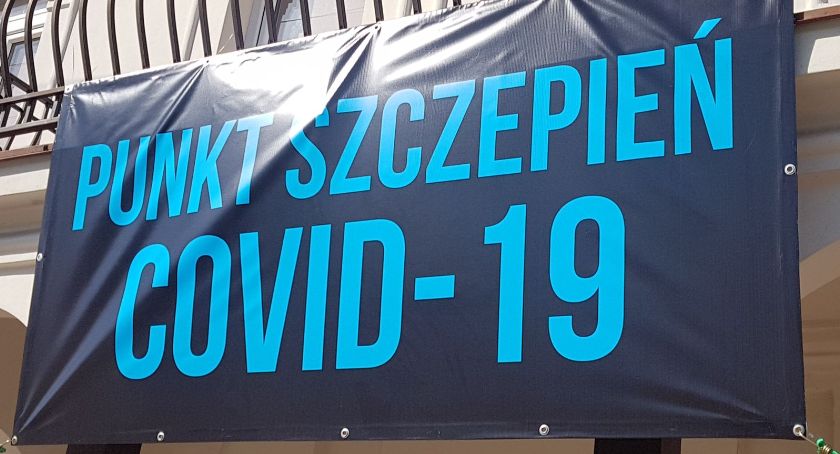 PUNKT SZCZEPIEŃ
COVID- 19